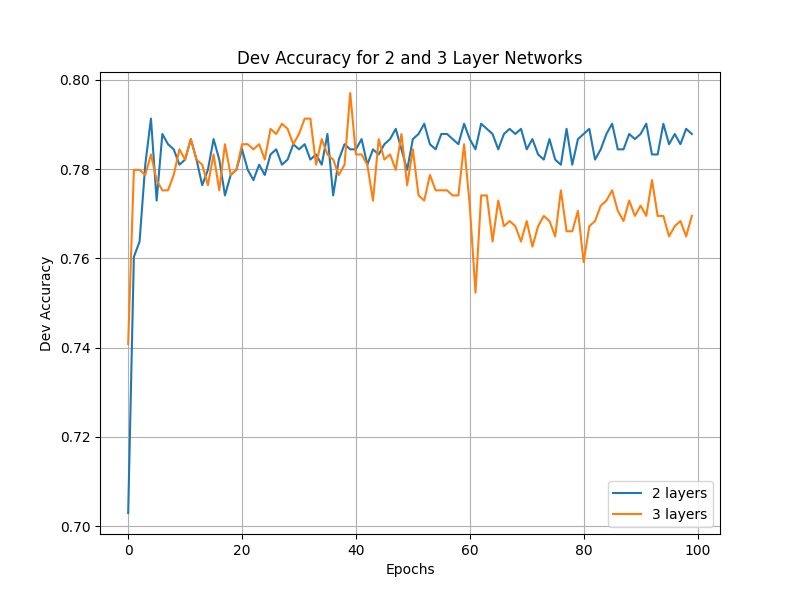 Dev Accuracy for 2 and 3 Layer Networks
0.80
0.78
0.76
0.74
0.72
0.70
Dev Accuracy
0
20
40
60
80
100
Epochs
2 layers
3 layers